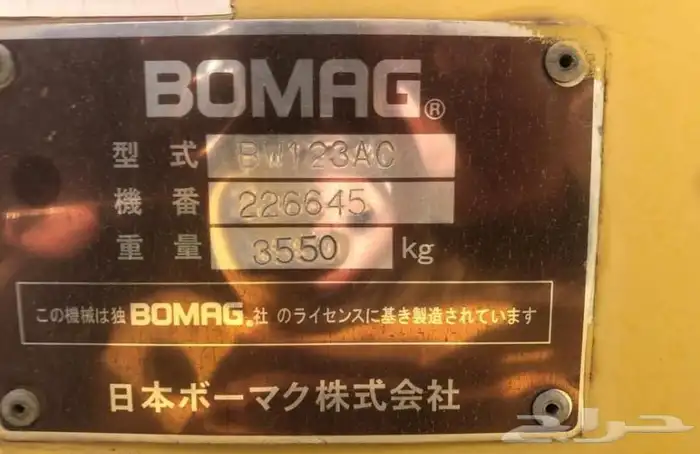 BOMAG®
型式 BW123AC
機番 226645
重量 3550 kg
この機械は独BOMAG®社 のライセンスに基き製造されています
日本ボーマク株式会社
حراج